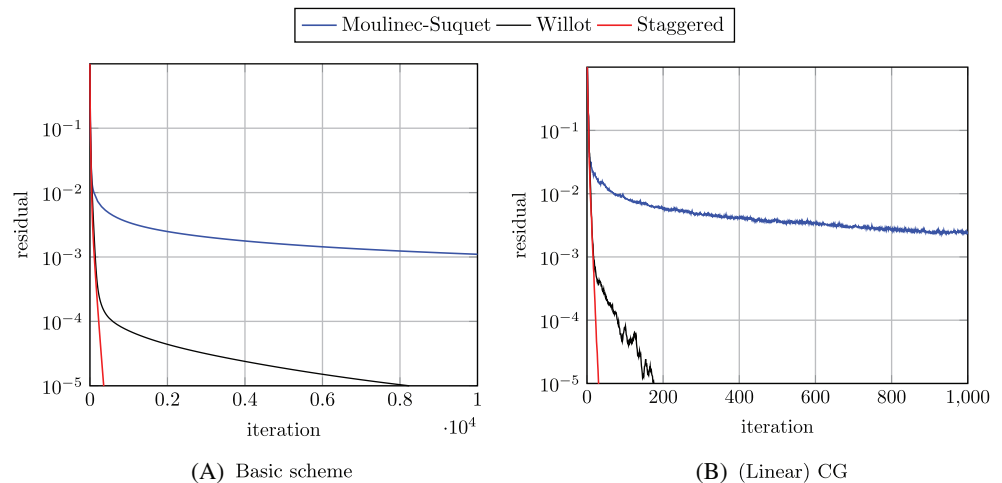 Moulinec-Suquet Willot Staggered
residual
10^-1
10^-2
10^-3
10^-4
10^-5
0 0.2 0.4 0.6 0.8 1
·10^4
iteration
(A) Basic scheme
residual
10^-1
10^-2
10^-3
10^-4
10^-5
0 200 400 600 800 1,000
iteration
(B) (Linear) CG